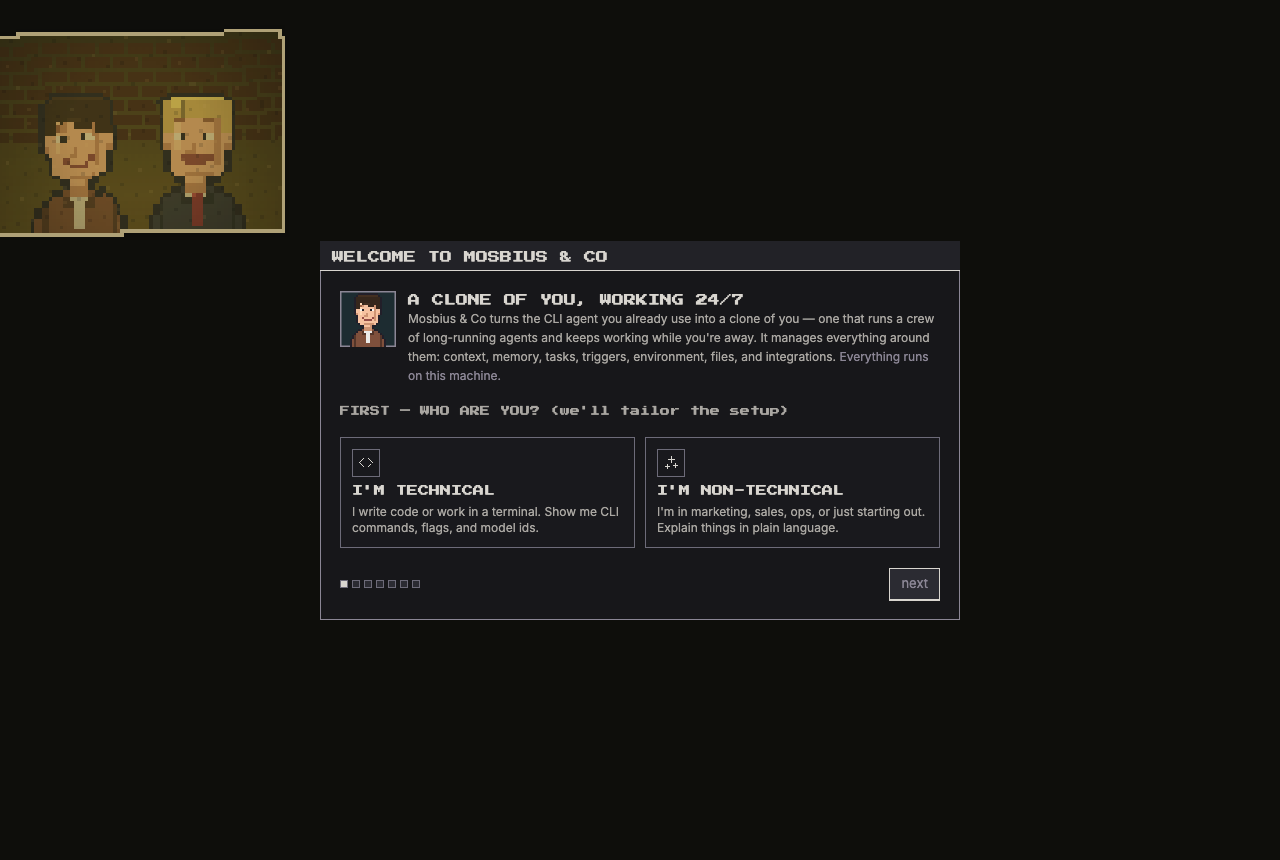 WELCOME TO MOSBIUS & CO
A CLONE OF YOU, WORKING 24/7
Mosbius & Co turns the CLI agent you already use into a clone of you — one that runs a crew
of long-running agents and keeps working while you're away. It manages everything around
them: context, memory, tasks, triggers, environment, files, and integrations. Everything runs
on this machine.
FIRST — WHO ARE YOU? (we'll tailor the setup)
I'M TECHNICAL
I write code or work in a terminal. Show me CLI
commands, flags, and model ids.
I'M NON-TECHNICAL
I'm in marketing, sales, ops, or just starting out.
Explain things in plain language.
next